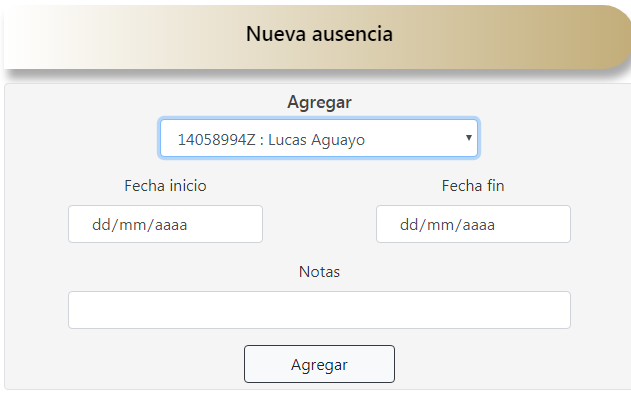 Nueva ausencia
Agregar
14058994Z : Lucas Aguayo
Fecha inicio Fecha fin
dd/mm/aaaa dd/mm/aaaa
Notas
Agregar